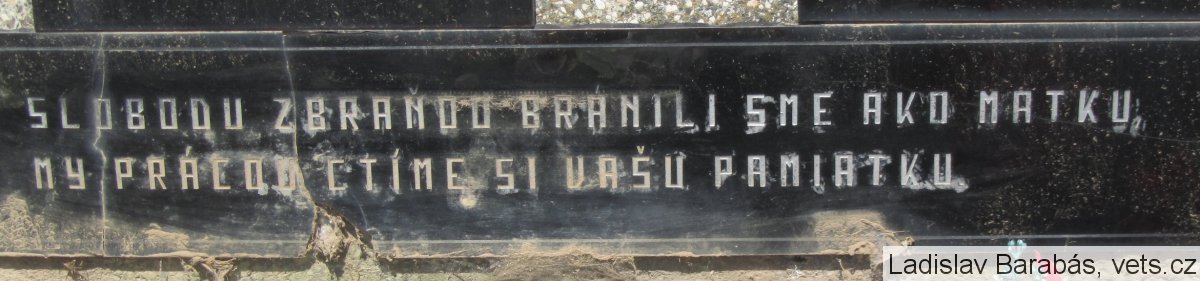 SLOBODU ZBRAŇOU BRÁNILI SME AKO MATKU,
MY PRÁCOU CTÍME SI VAŠU PAMIATKU
Ladislav Barabás, vets.cz